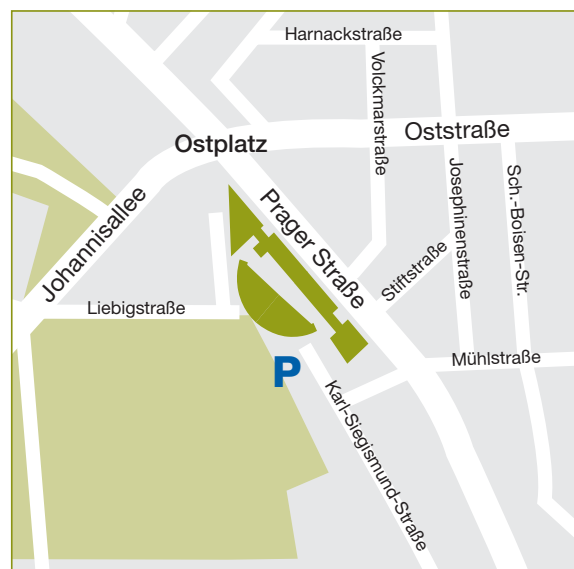 Harnackstraße
Volckmarstraße
Oststraße
Ostplatz
Johannisallee
Prager Straße
Josephinenstraße
Sch.-Boisen-Str.
Stiftstraße
Liebigstraße
Mühlstraße
P
Karl-Siegismund-Straße